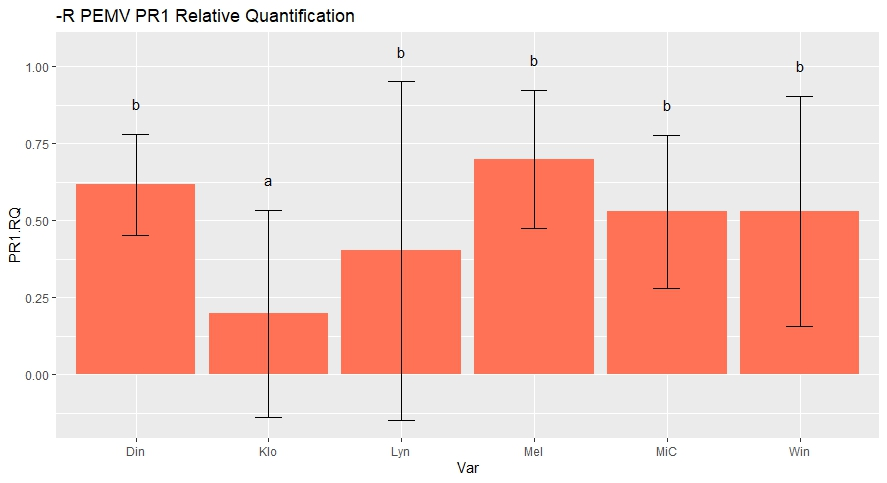 -R PEMV PR1 Relative Quantification
PR1.RQ
1.00
0.75
0.50
0.25
0.00
b
a
b
b
b
b
Din
Klo
Lyn
Mel
MiC
Win
Var